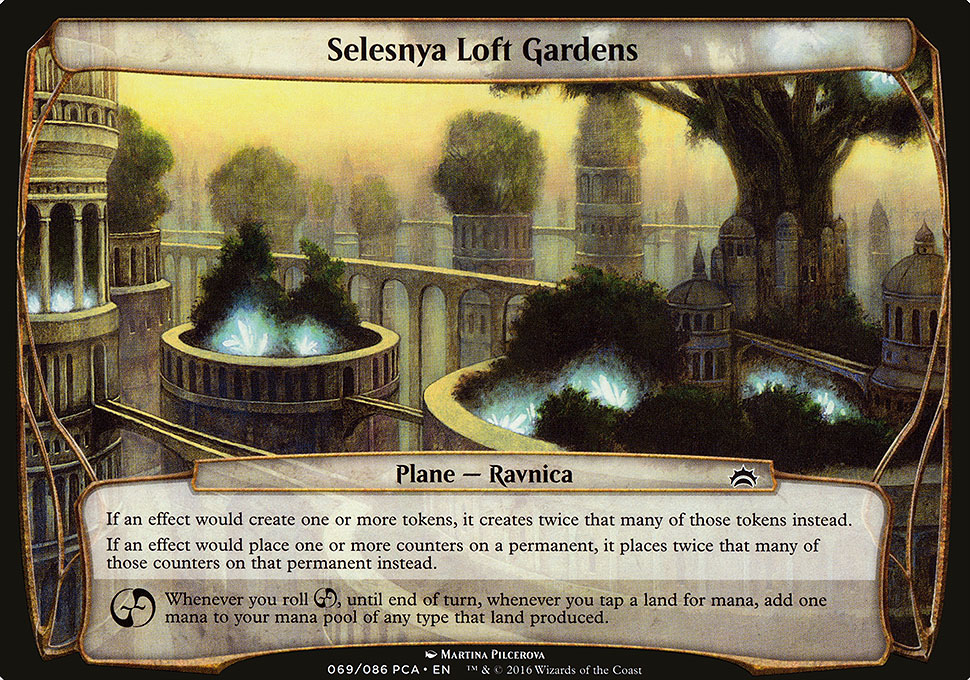 Selesnya Loft Gardens
Plane — Ravnica
If an effect would create one or more tokens, it creates twice that many of those tokens instead.
If an effect would place one or more counters on a permanent, it places twice that many of
those counters on that permanent instead.
Whenever you roll , until end of turn, whenever you tap a land for mana, add one
mana to your mana pool of any type that land produced.
Martina Pilcerova
069/086 PCA • EN ™ & © 2016 Wizards of the Coast